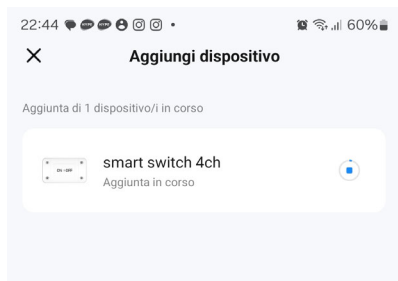 22:44 60%
Aggiungi dispositivo
Aggiunta di 1 dispositivo/i in corso
ON -OFF
smart switch 4ch
Aggiunta in corso